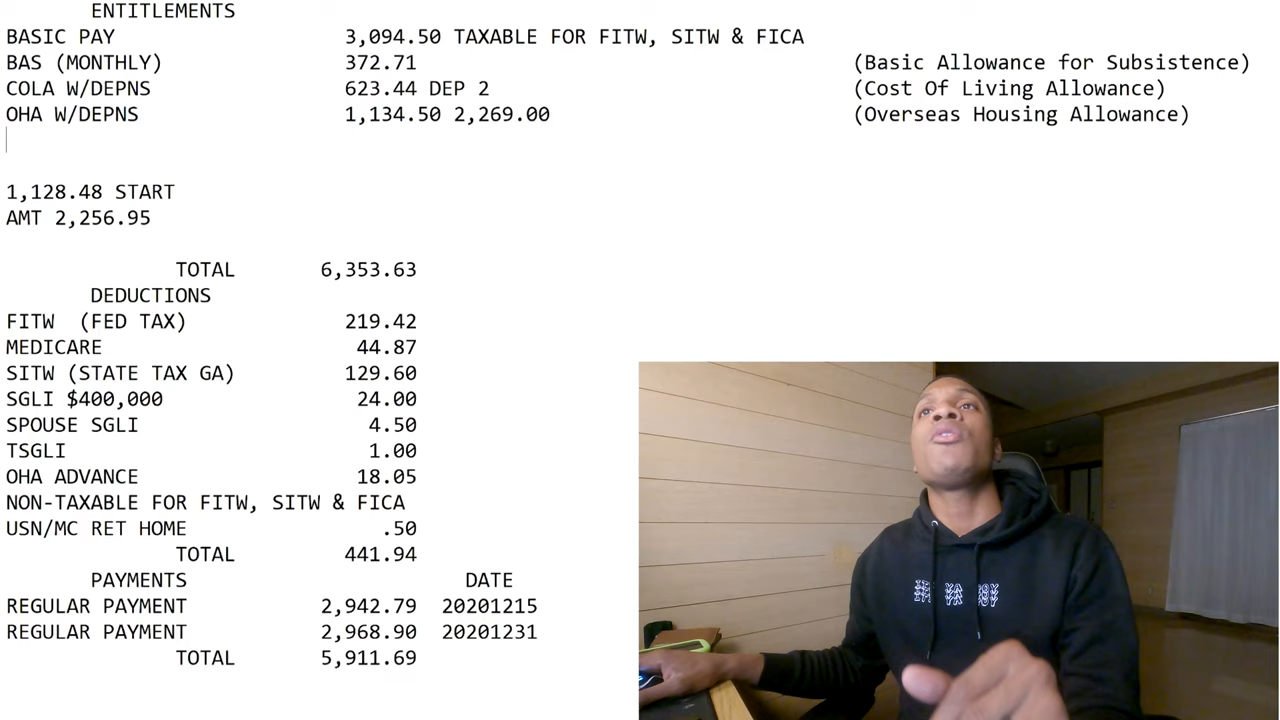 ENTITLEMENTS
BASIC PAY 3,094.50 TAXABLE FOR FITW, SITW & FICA
BAS (MONTHLY) 372.71 (Basic Allowance for Subsistence)
COLA W/DEPNS 623.44 DEP 2 (Cost Of Living Allowance)
OHA W/DEPNS 1,134.50 2,269.00 (Overseas Housing Allowance)
1,128.48 START
AMT 2,256.95
TOTAL 6,353.63
DEDUCTIONS
FITW (FED TAX) 219.42
MEDICARE 44.87
SITW (STATE TAX GA) 129.60
SGLI $400,000 24.00
SPOUSE SGLI 4.50
TSGLI 1.00
OHA ADVANCE 18.05
NON-TAXABLE FOR FITW, SITW & FICA
USN/MC RET HOME .50
TOTAL 441.94
PAYMENTS DATE
REGULAR PAYMENT 2,942.79 20201215
REGULAR PAYMENT 2,968.90 20201231
TOTAL 5,911.69